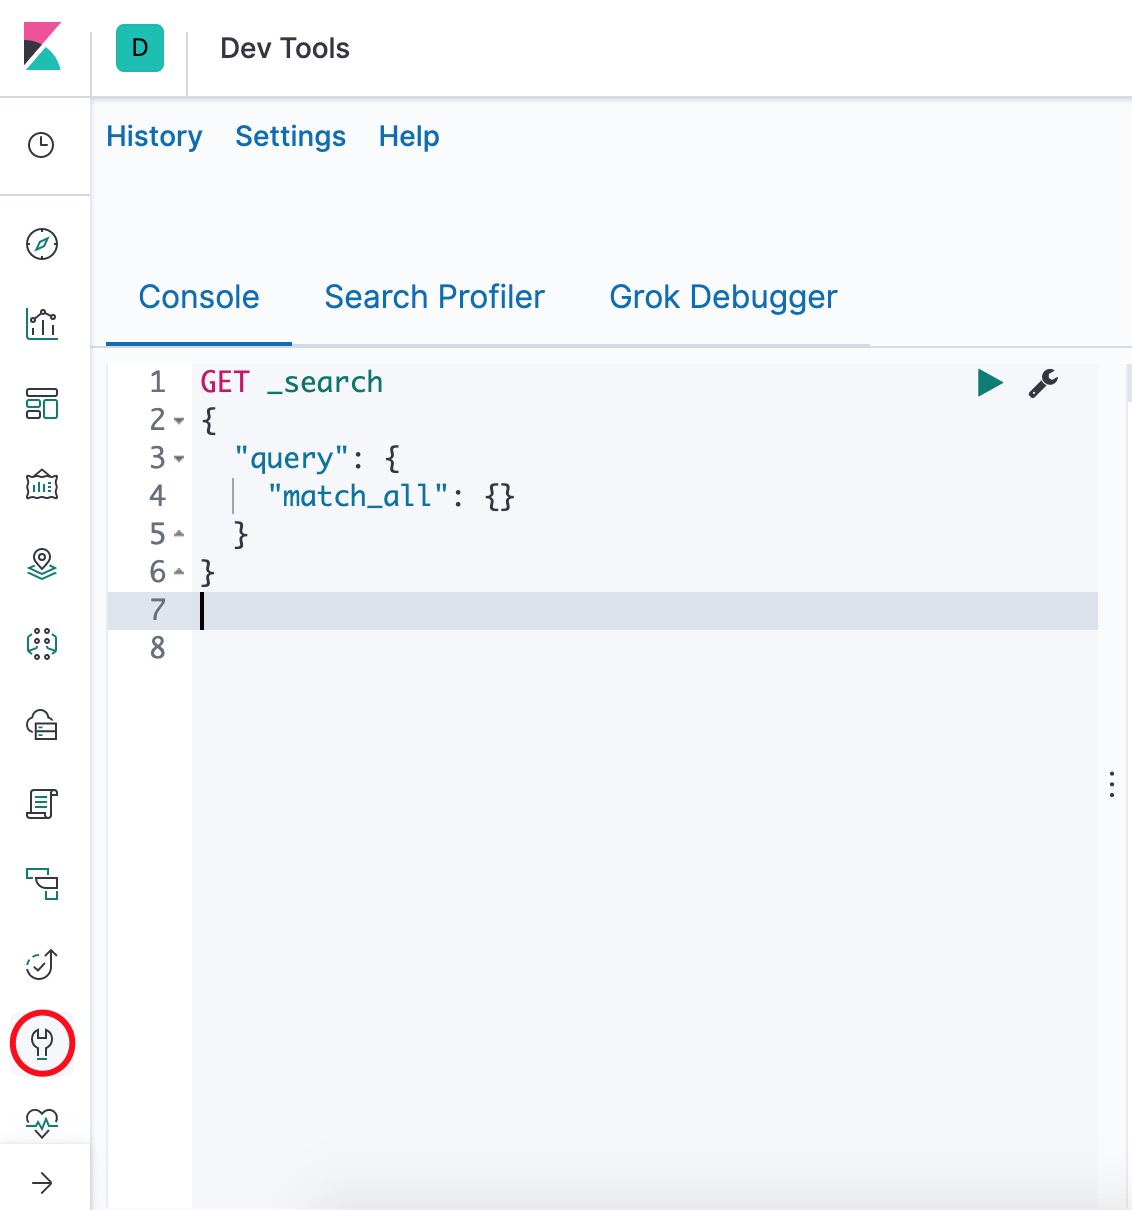 D Dev Tools
History Settings Help
Console Search Profiler Grok Debugger
1 GET _search
2 {
3   "query": {
4     "match_all": {}
5   }
6 }
7
8